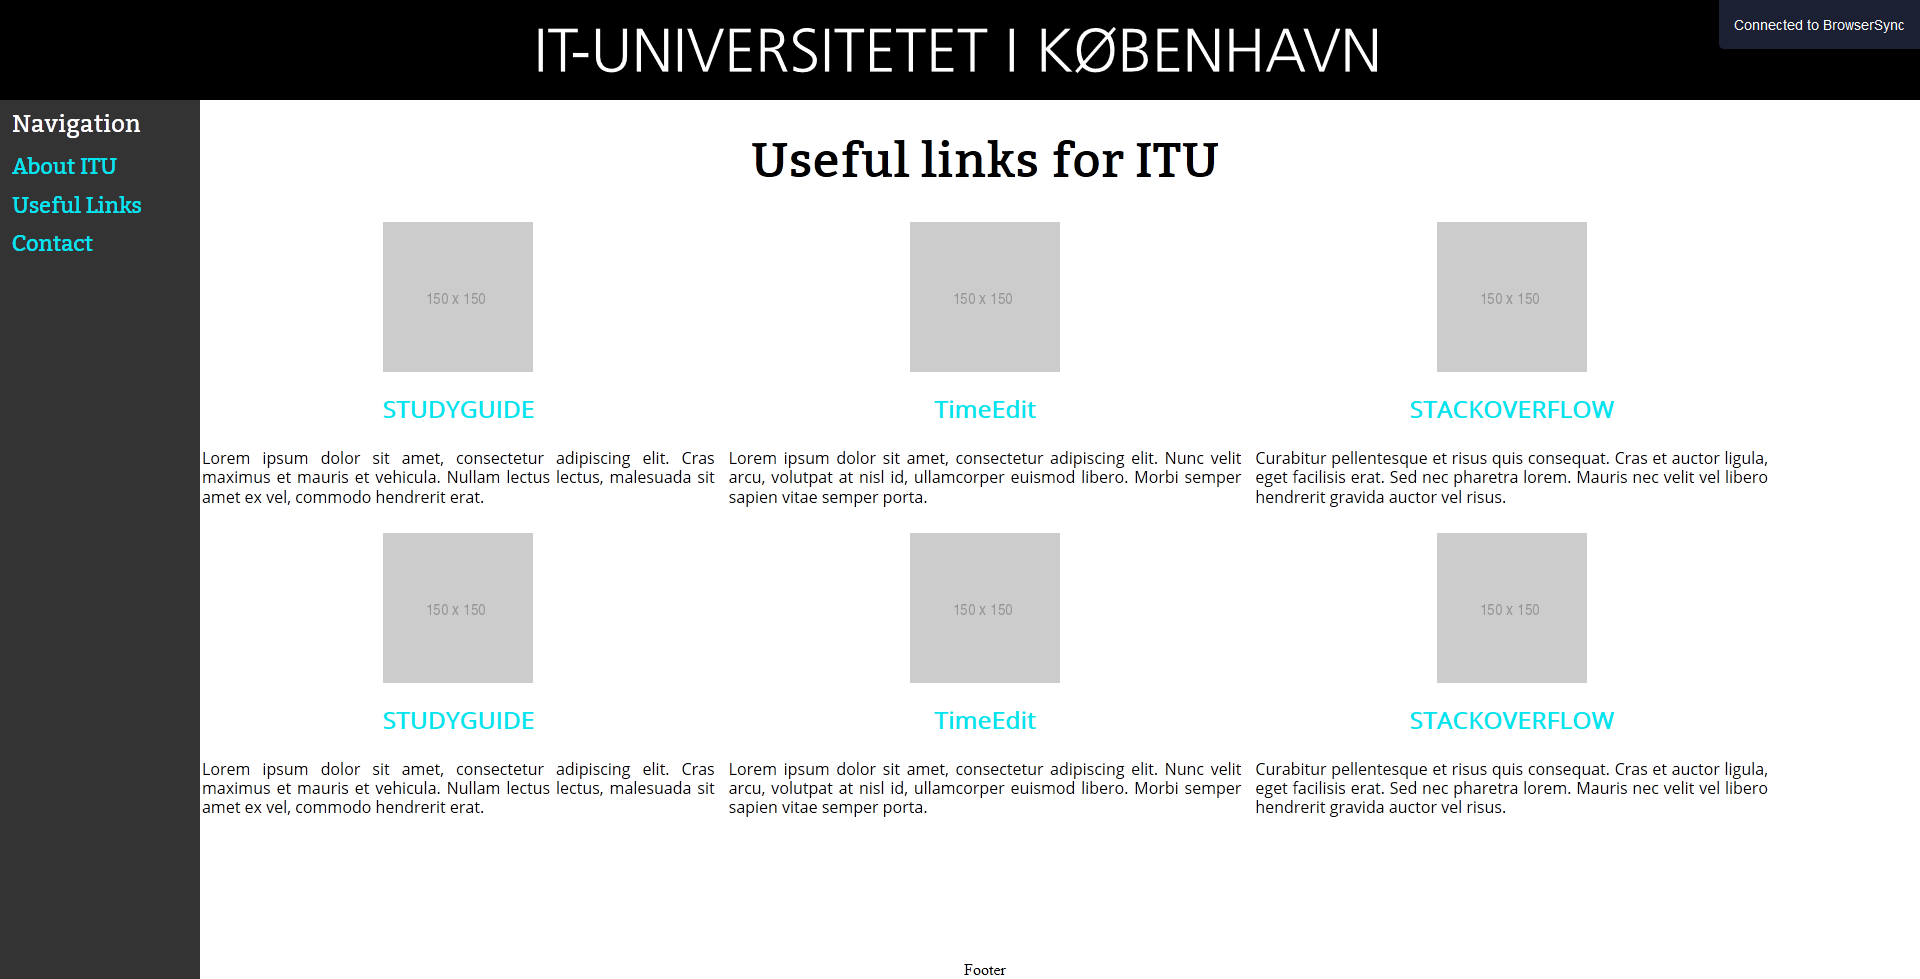 IT-UNIVERSITETET I KØBENHAVN
Connected to BrowserSync
Navigation
About ITU
Useful Links
Contact
Useful links for ITU
150 x 150
150 x 150
150 x 150
STUDYGUIDE
TimeEdit
STACKOVERFLOW
Lorem ipsum dolor sit amet, consectetur adipiscing elit. Cras
maximus et mauris et vehicula. Nullam lectus lectus, malesuada sit
amet ex vel, commodo hendrerit erat.
Lorem ipsum dolor sit amet, consectetur adipiscing elit. Nunc velit
arcu, volutpat at nisl id, ullamcorper euismod libero. Morbi semper
sapien vitae semper porta.
Curabitur pellentesque et risus quis consequat. Cras et auctor ligula,
eget facilisis erat. Sed nec pharetra lorem. Mauris nec velit vel libero
hendrerit gravida auctor vel risus.
150 x 150
150 x 150
150 x 150
STUDYGUIDE
TimeEdit
STACKOVERFLOW
Lorem ipsum dolor sit amet, consectetur adipiscing elit. Cras
maximus et mauris et vehicula. Nullam lectus lectus, malesuada sit
amet ex vel, commodo hendrerit erat.
Lorem ipsum dolor sit amet, consectetur adipiscing elit. Nunc velit
arcu, volutpat at nisl id, ullamcorper euismod libero. Morbi semper
sapien vitae semper porta.
Curabitur pellentesque et risus quis consequat. Cras et auctor ligula,
eget facilisis erat. Sed nec pharetra lorem. Mauris nec velit vel libero
hendrerit gravida auctor vel risus.
Footer